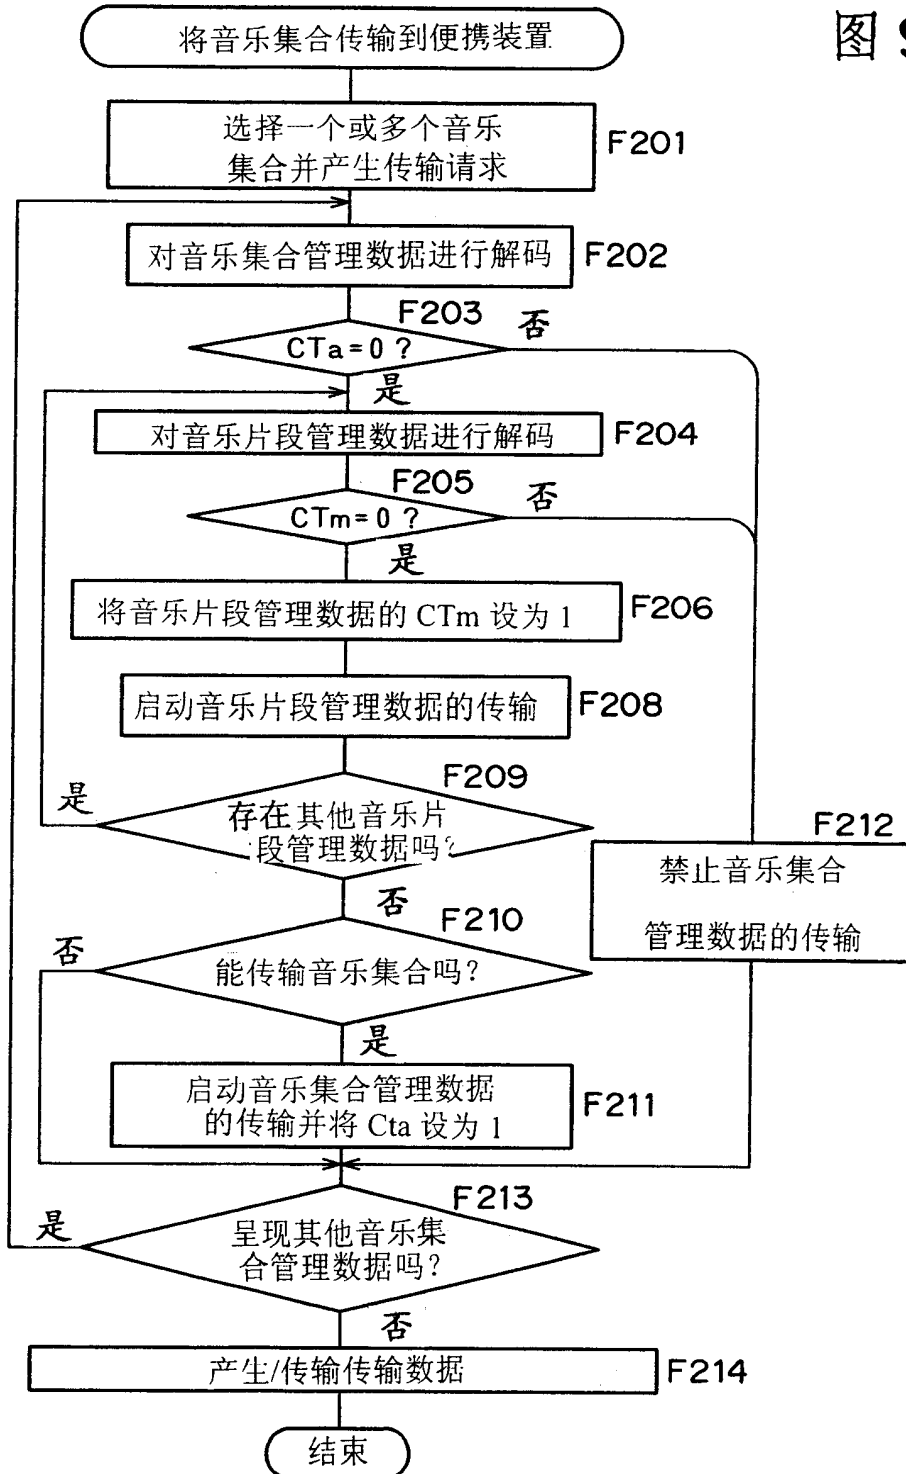 将音乐集合传输到便携装置
图 9
选择一个或多个音乐
集合并产生传输请求
F201
对音乐集合管理数据进行解码
F202
F203
CTa=0？
否
是
对音乐片段管理数据进行解码
F204
F205
CTm=0？
否
是
将音乐片段管理数据的 CTm 设为 1
F206
启动音乐片段管理数据的传输
F208
F209
存在其他音乐片
段管理数据吗?
是
否
F212
禁止音乐集合
管理数据的传输
F210
能传输音乐集合吗?
否
是
启动音乐集合管理数据
的传输并将 Cta 设为 1
F211
F213
呈现其他音乐集
合管理数据吗?
是
否
产生/传输传输数据
F214
结束